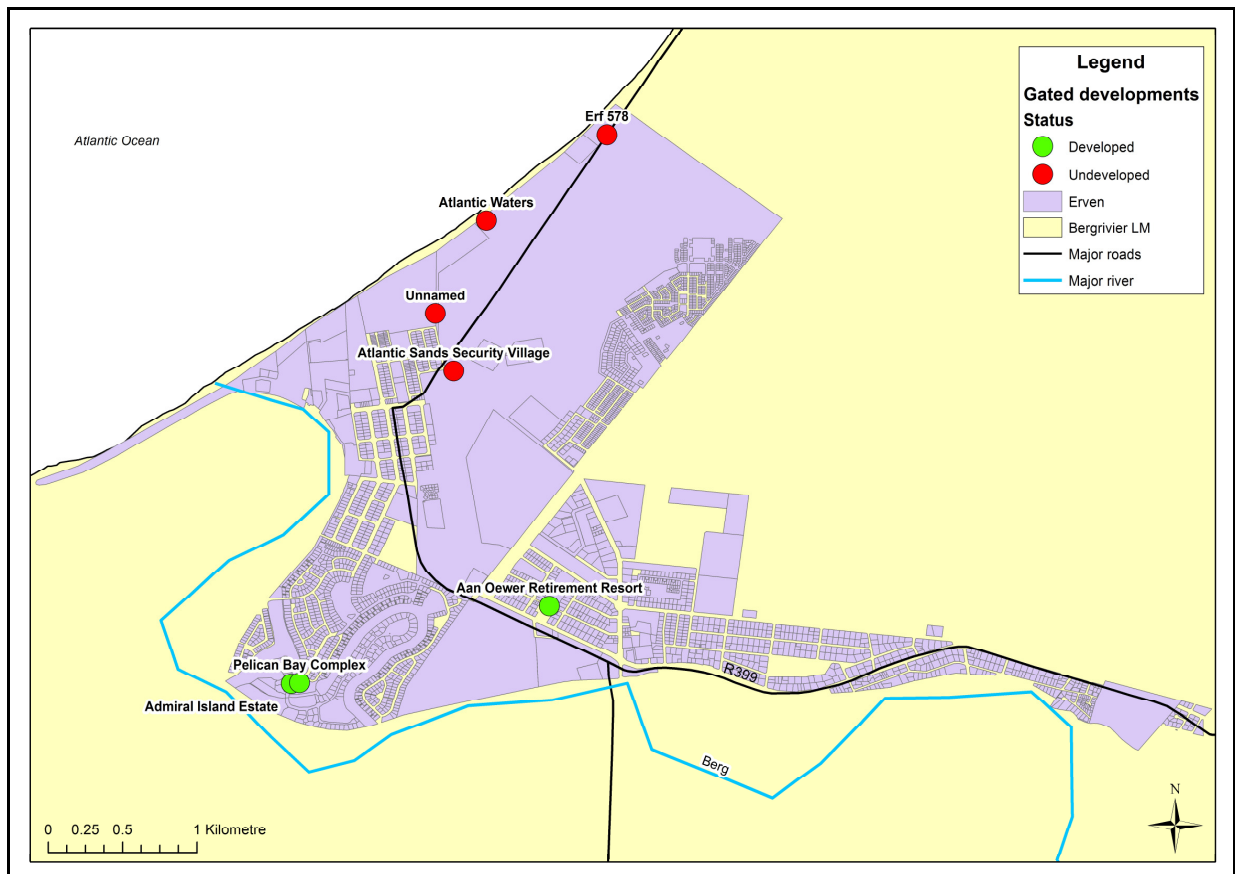 Legend
Gated developments
Status
Developed
Undeveloped
Erven
Bergrivier LM
Major roads
Major river
Erf 578
Atlantic Ocean
Atlantic Waters
Unnamed
Atlantic Sands Security Village
Aan Oewer Retirement Resort
Pelican Bay Complex
R399
Admiral Island Estate
Berg
N
0 0.25 0.5 1 Kilometre